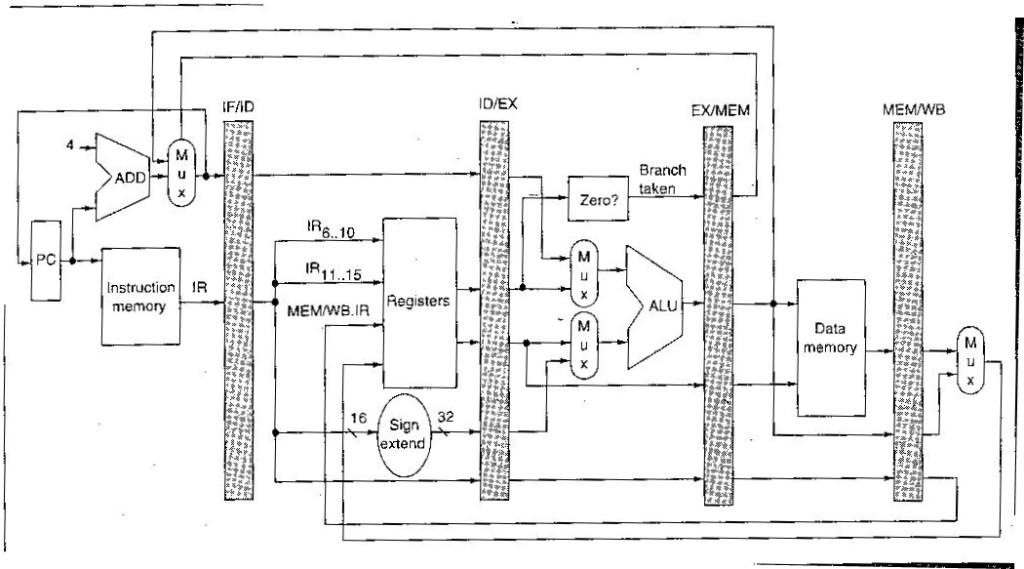 IF/ID
ID/EX
EX/MEM
MEM/WB
4
ADD
Mux
Zero?
Branch
taken
PC
Instruction
memory
IR
IR6..10
IR11..15
MEM/WB.IR
Registers
Mux
Mux
ALU
Data
memory
Mux
16
Sign
extend
32